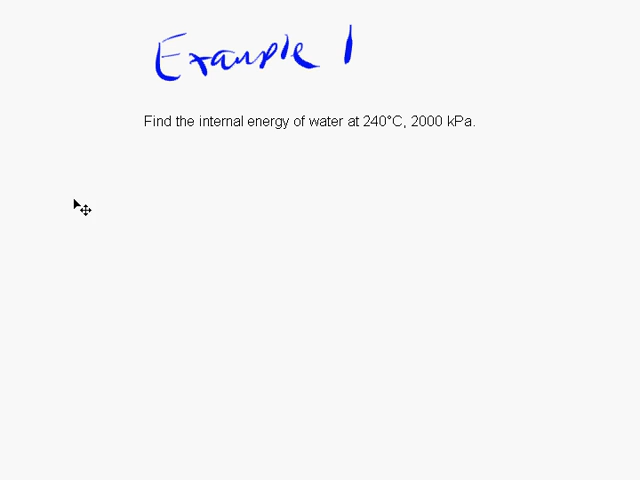 Example 1
Find the internal energy of water at 240°C, 2000 kPa.